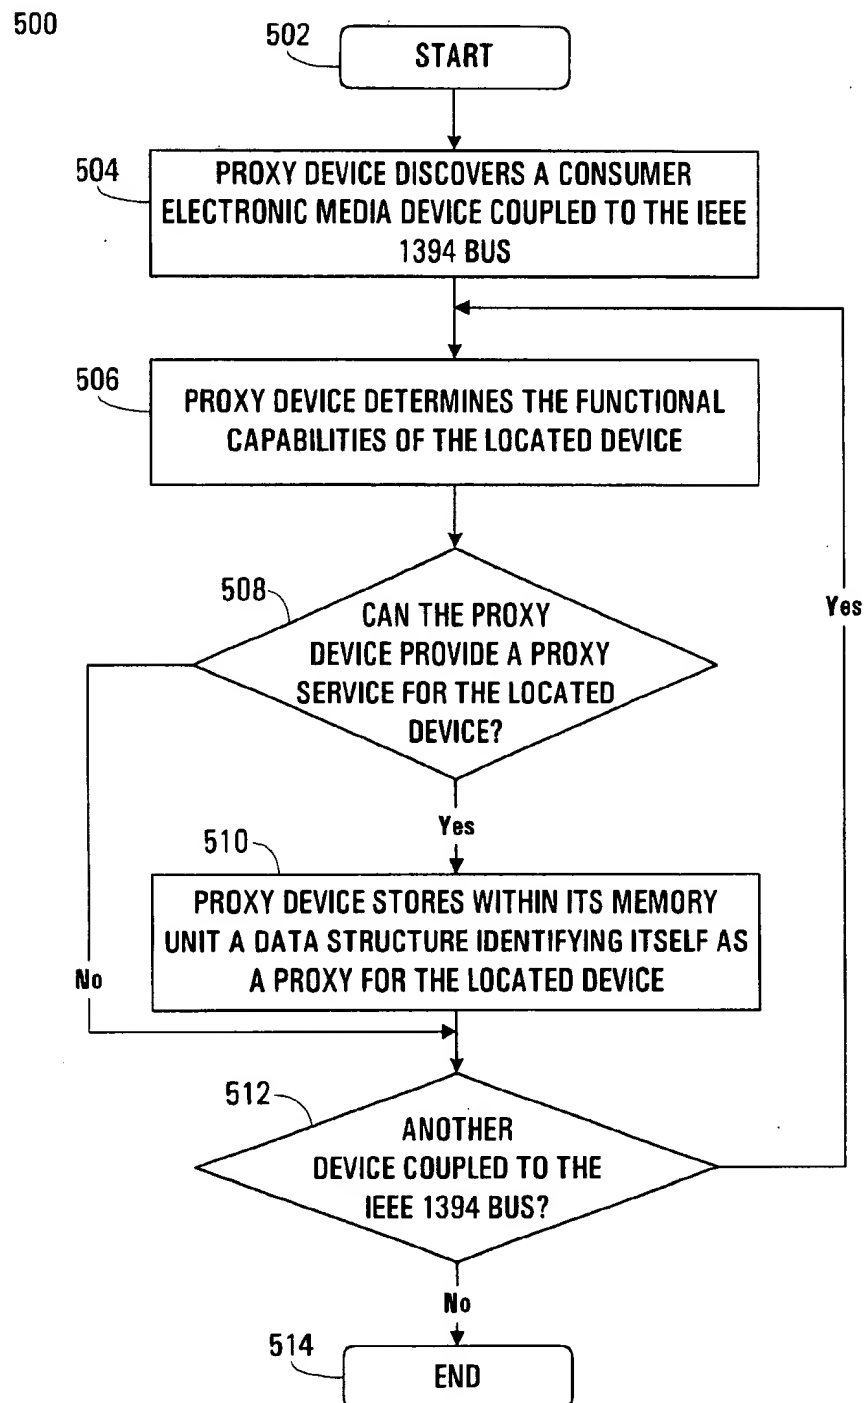 500
502
START
504
PROXY DEVICE DISCOVERS A CONSUMER
ELECTRONIC MEDIA DEVICE COUPLED TO THE IEEE
1394 BUS
506
PROXY DEVICE DETERMINES THE FUNCTIONAL
CAPABILITIES OF THE LOCATED DEVICE
508
CAN THE PROXY
DEVICE PROVIDE A PROXY
SERVICE FOR THE LOCATED
DEVICE?
Yes
Yes
510
PROXY DEVICE STORES WITHIN ITS MEMORY
UNIT A DATA STRUCTURE IDENTIFYING ITSELF AS
A PROXY FOR THE LOCATED DEVICE
No
512
ANOTHER
DEVICE COUPLED TO THE
IEEE 1394 BUS?
No
514
END